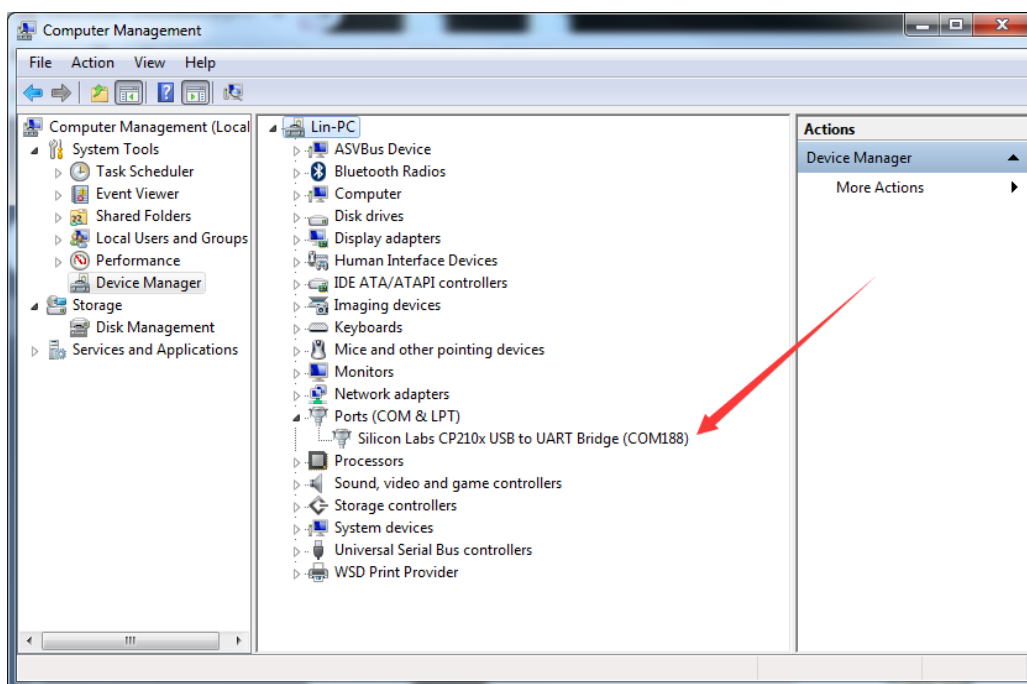 Computer Management
File Action View Help
Computer Management (Local
System Tools
Task Scheduler
Event Viewer
Shared Folders
Local Users and Groups
Performance
Device Manager
Storage
Disk Management
Services and Applications
Lin-PC
ASVBus Device
Bluetooth Radios
Computer
Disk drives
Display adapters
Human Interface Devices
IDE ATA/ATAPI controllers
Imaging devices
Keyboards
Mice and other pointing devices
Monitors
Network adapters
Ports (COM & LPT)
Silicon Labs CP210x USB to UART Bridge (COM188)
Processors
Sound, video and game controllers
Storage controllers
System devices
Universal Serial Bus controllers
WSD Print Provider
Actions
Device Manager
More Actions